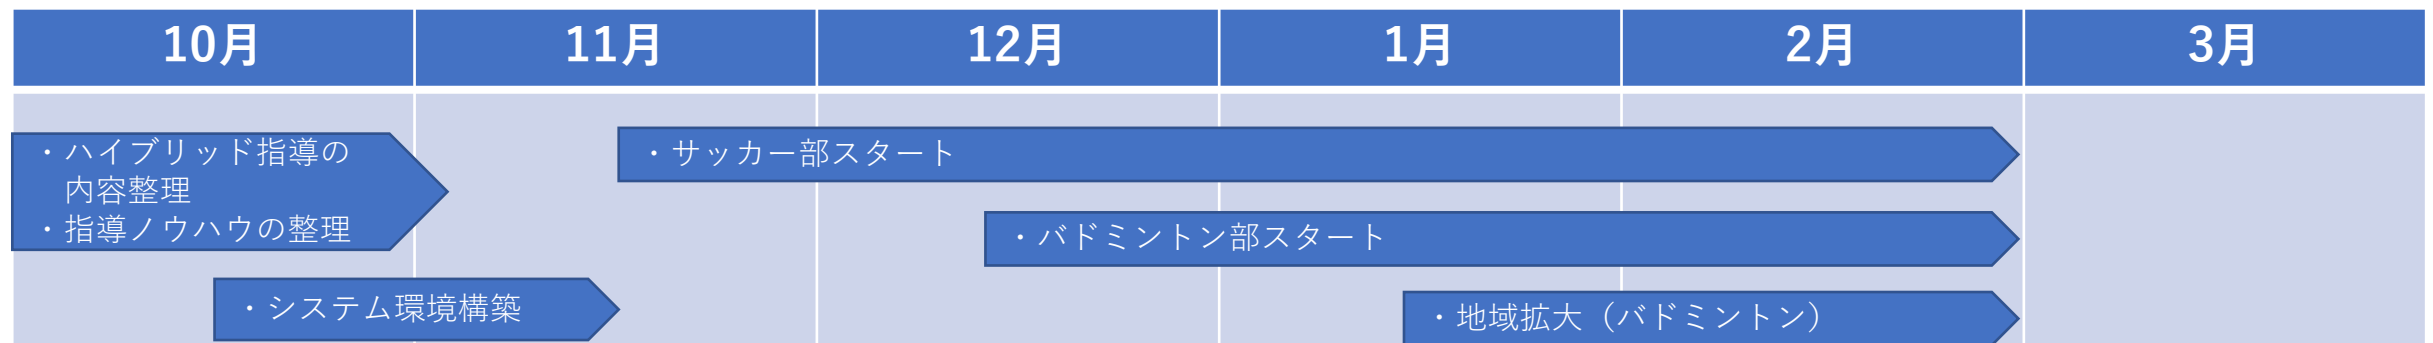 10月
11月
12月
1月
2月
3月
・ハイブリッド指導の
内容整理
・指導ノウハウの整理
・サッカー部スタート
・バドミントン部スタート
・システム環境構築
・地域拡大（バドミントン）